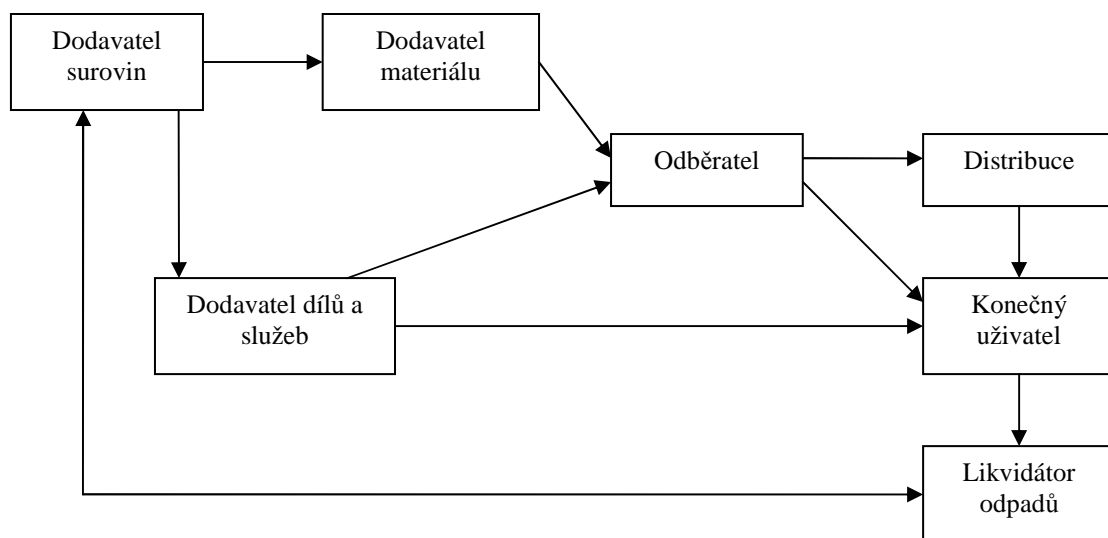 Dodavatel
surovin
Dodavatel
materiálu
Odběratel
Distribuce
Dodavatel dílů a
služeb
Konečný
uživatel
Likvidátor
odpadů